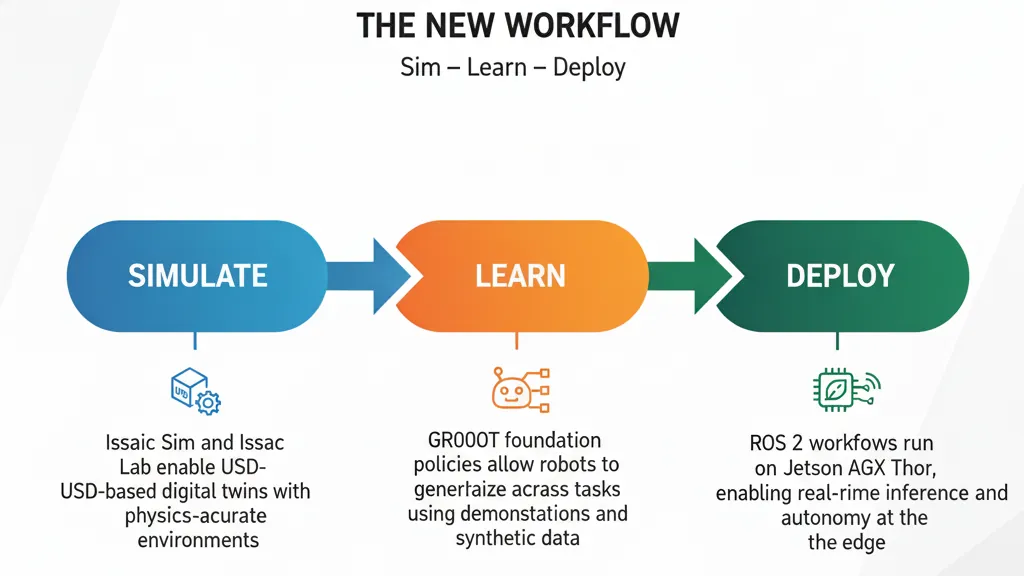 THE NEW WORKFLOW
Sim – Learn – Deploy
SIMULATE
LEARN
DEPLOY
Issaic Sim and Issac
Lab enable USD-
USD-based digital twins with
physics-acurate
environments
GR000T foundation
policies allow robots to
genertaize acrass tasks
using demonstations and
synthetic data
ROS 2 workfows run
on Jetson AGX Thor,
enabling real-rime inference and
autonomy at the
the edge